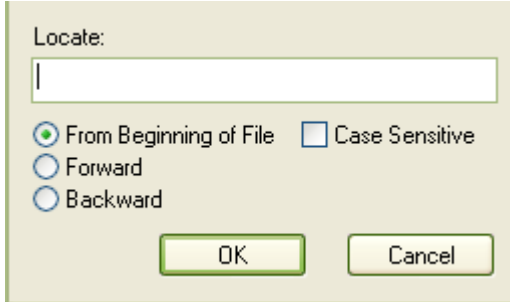 Locate:
From Beginning of File Case Sensitive
Forward
Backward
OK Cancel